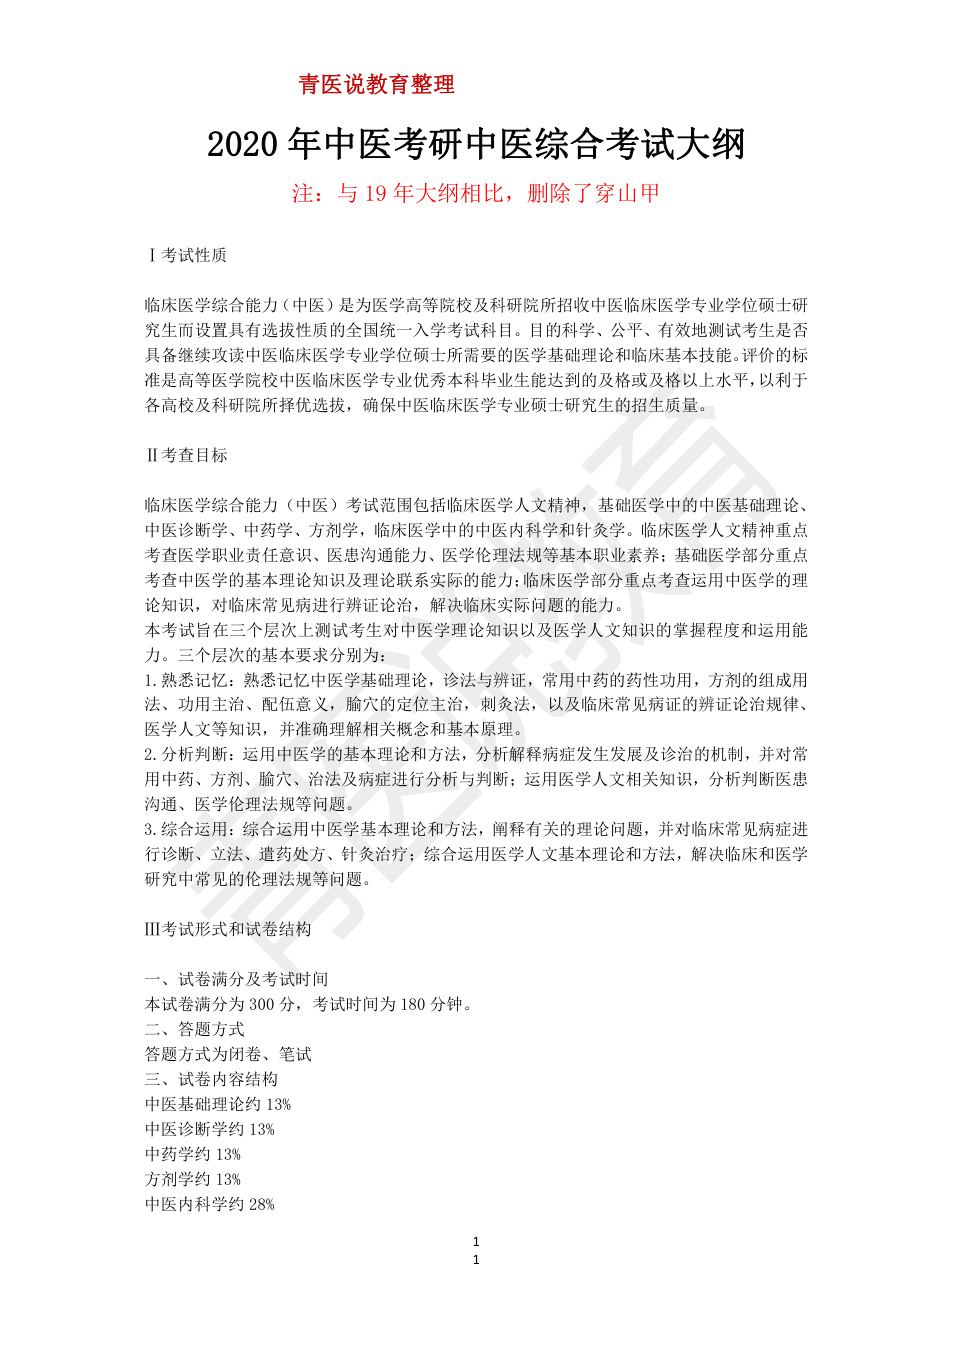 青医说教育整理
2020 年中医考研中医综合考试大纲
注：与 19 年大纲相比，删除了穿山甲
Ⅰ考试性质
临床医学综合能力（中医）是为医学高等院校及科研院所招收中医临床医学专业学位硕士研
究生而设置具有选拔性质的全国统一入学考试科目。目的科学、公平、有效地测试考生是否
具备继续攻读中医临床医学专业学位硕士所需要的医学基础理论和临床基本技能。评价的标
准是高等医学院校中医临床医学专业优秀本科毕业生能达到的及格或及格以上水平，以利于
各高校及科研院所择优选拔，确保中医临床医学专业硕士研究生的招生质量。
Ⅱ考查目标
临床医学综合能力（中医）考试范围包括临床医学人文精神，基础医学中的中医基础理论、
中医诊断学、中药学、方剂学，临床医学中的中医内科学和针灸学。临床医学人文精神重点
考查医学职业责任意识、医患沟通能力、医学伦理法规等基本职业素养；基础医学部分重点
考查中医学的基本理论知识及理论联系实际的能力；临床医学部分重点考查运用中医学的理
论知识，对临床常见病进行辨证论治，解决临床实际问题的能力。
本考试旨在三个层次上测试考生对中医学理论知识以及医学人文知识的掌握程度和运用能
力。三个层次的基本要求分别为：
1.熟悉记忆：熟悉记忆中医学基础理论，诊法与辨证，常用中药的药性功用，方剂的组成用
法、功用主治、配伍意义，腧穴的定位主治，刺灸法，以及临床常见病证的辨证论治规律、
医学人文等知识，并准确理解相关概念和基本原理。
2.分析判断：运用中医学的基本理论和方法，分析解释病症发生发展及诊治的机制，并对常
用中药、方剂、腧穴、治法及病症进行分析与判断；运用医学人文相关知识，分析判断医患
沟通、医学伦理法规等问题。
3.综合运用：综合运用中医学基本理论和方法，阐释有关的理论问题，并对临床常见病症进
行诊断、立法、遣药处方、针灸治疗；综合运用医学人文基本理论和方法，解决临床和医学
研究中常见的伦理法规等问题。
Ⅲ考试形式和试卷结构
一、试卷满分及考试时间
本试卷满分为 300 分，考试时间为 180 分钟。
二、答题方式
答题方式为闭卷、笔试
三、试卷内容结构
中医基础理论约 13%
中医诊断学约 13%
中药学约 13%
方剂学约 13%
中医内科学约 28%
1
1
青医说教育